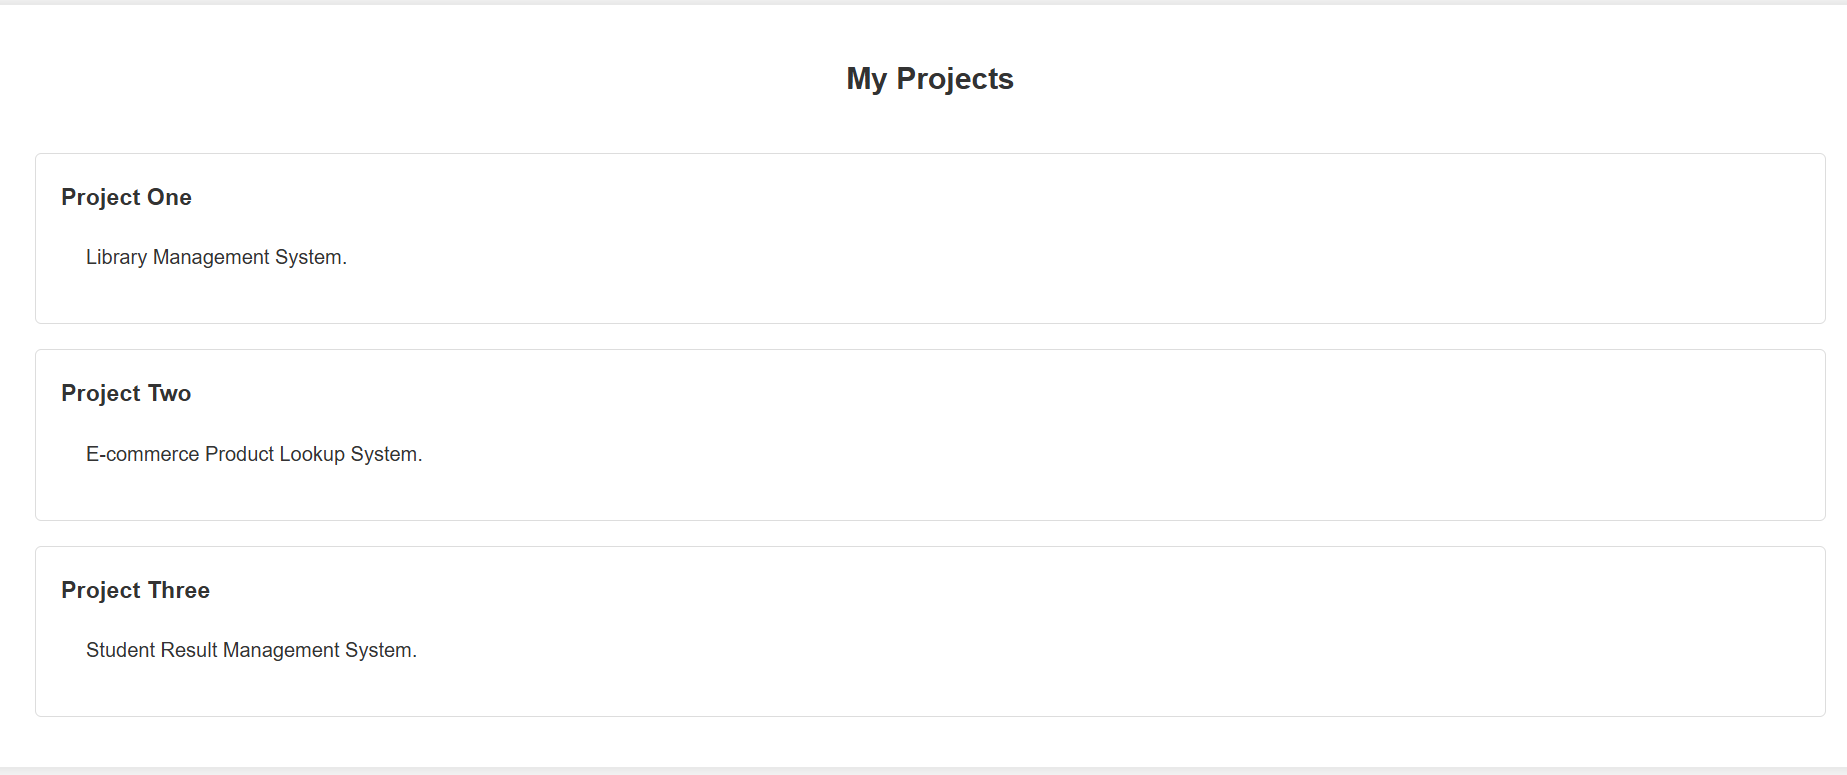 My Projects
Project One
Library Management System.
Project Two
E-commerce Product Lookup System.
Project Three
Student Result Management System.